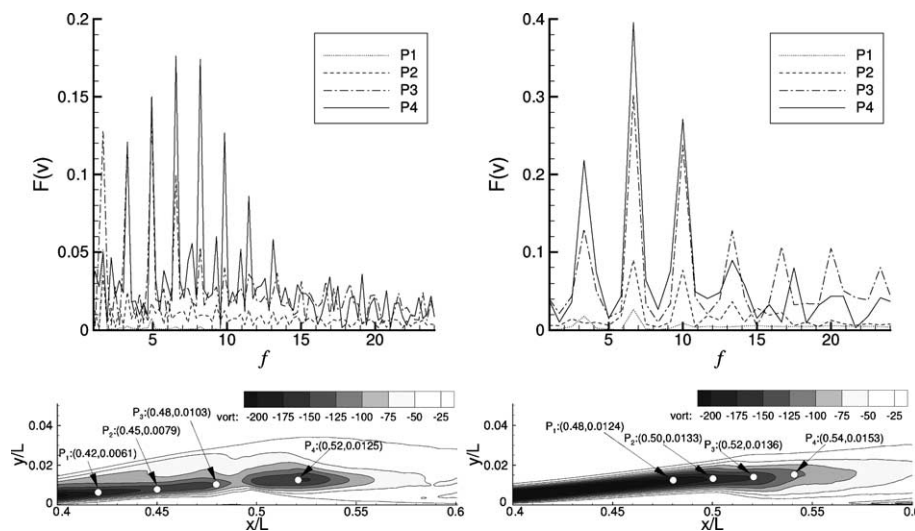 0.2
0.15
0.1
0.05
0
F(v)
5 10 15 20
f
P1
P2
P3
P4
0.4
0.3
0.2
0.1
0
F(v)
5 10 15 20
f
P1
P2
P3
P4
vort: -200 -175 -150 -125 -100 -75 -50 -25
P₃:(0.48,0.0103)
P₂:(0.45,0.0079)
P₁:(0.42,0.0061)
P₄:(0.52,0.0125)
0.04
0.02
0
y/L
0.4 0.45 0.5 0.55 0.6
x/L
vort: -200 -175 -150 -125 -100 -75 -50 -25
P₁:(0.48,0.0124)
P₂:(0.50,0.0133)
P₃:(0.52,0.0136)
P₄:(0.54,0.0153)
0.04
0.02
0
y/L
0.4 0.45 0.5 0.55 0.6
x/L